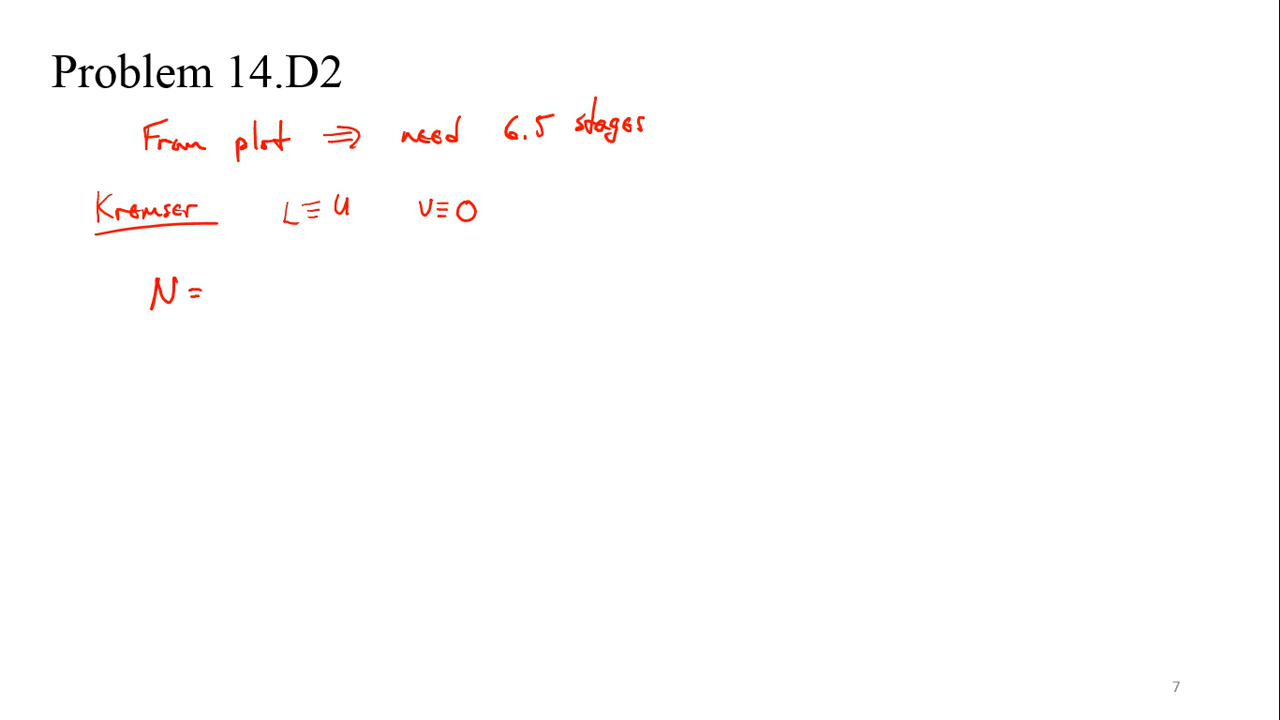 Problem 14.D2
From plot ⇒ need 6.5 stages
Kremser L ≡ U V ≡ O
N =
7